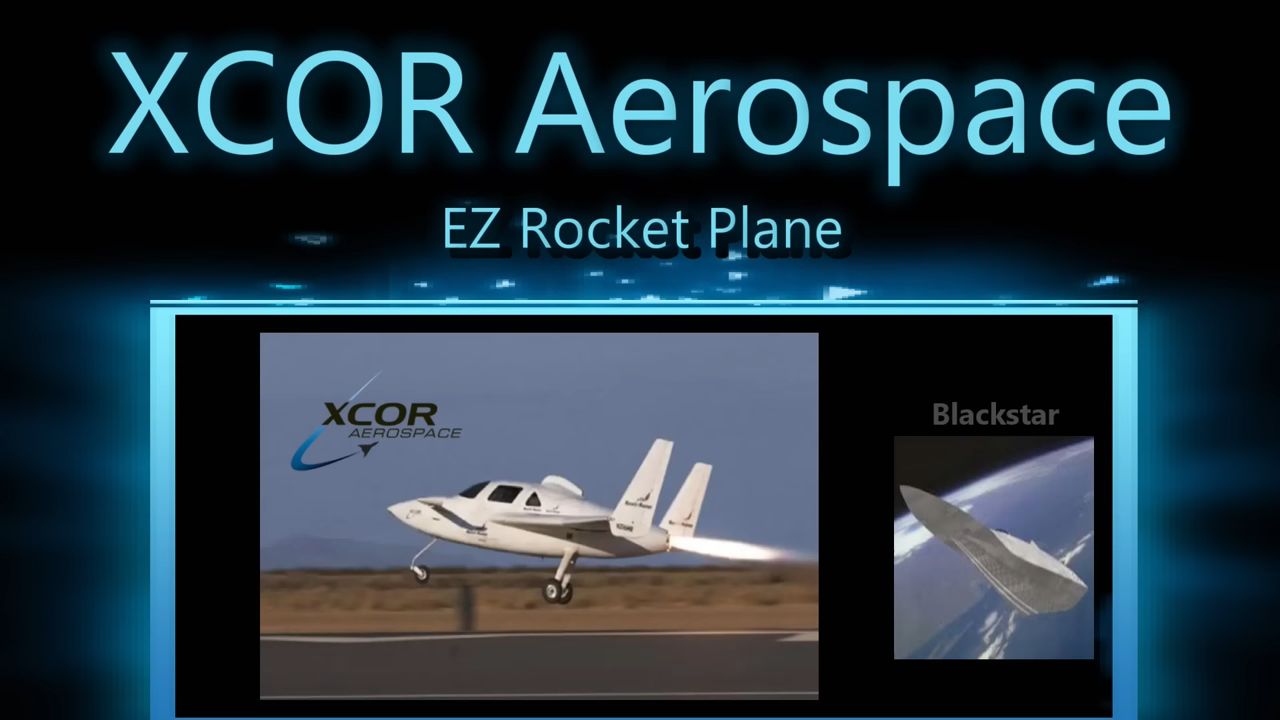 XCOR Aerospace
EZ Rocket Plane
XCOR
AEROSPACE
Blackstar